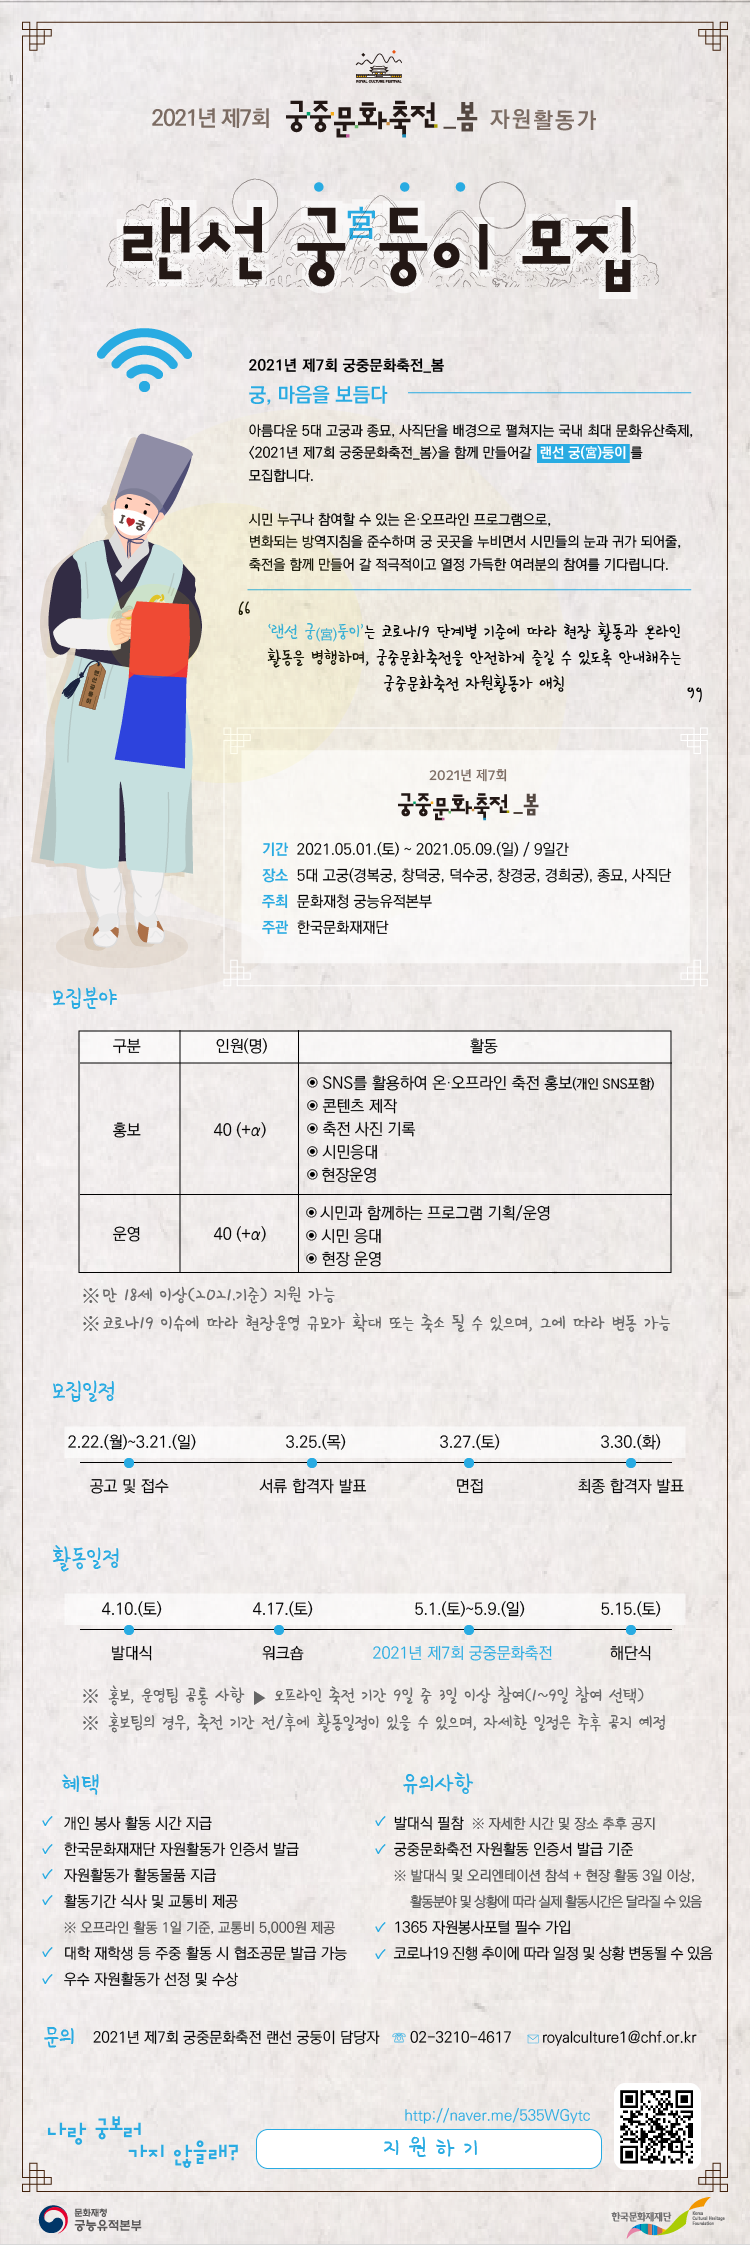 ROYAL CULTURE FESTIVAL
2021년 제7회 궁중문화축전_봄 자원활동가
랜선 궁宮둥이 모집
2021년 제7회 궁중문화축전_봄
궁, 마음을 보듬다
아름다운 5대 고궁과 종묘, 사직단을 배경으로 펼쳐지는 국내 최대 문화유산축제,
<2021년 제7회 궁중문화축전_봄>을 함께 만들어갈 랜선 궁(宮)둥이를
모집합니다.
시민 누구나 참여할 수 있는 온·오프라인 프로그램으로,
변화되는 방역지침을 준수하며 궁 곳곳을 누비면서 시민들의 눈과 귀가 되어줄,
축전을 함께 만들어 갈 적극적이고 열정 가득한 여러분의 참여를 기다립니다.
I♥궁
“
‘랜선 궁(宮)둥이’는 코로나19 단계별 기준에 따라 현장 활동과 온라인
활동을 병행하며, 궁중문화축전을 안전하게 즐길 수 있도록 안내해주는
궁중문화축전 자원활동가 애칭
”
2021년 제7회
궁중문화축전_봄
기간 2021.05.01.(토) ~ 2021.05.09.(일) / 9일간
장소 5대 고궁(경복궁, 창덕궁, 덕수궁, 창경궁, 경희궁), 종묘, 사직단
주최 문화재청 궁능유적본부
주관 한국문화재재단
모집분야
구분 인원(명) 활동
홍보 40 (+α)
◉ SNS를 활용하여 온·오프라인 축전 홍보(개인 SNS포함)
◉ 콘텐츠 제작
◉ 축전 사진 기록
◉ 시민응대
◉ 현장운영
운영 40 (+α)
◉ 시민과 함께하는 프로그램 기획/운영
◉ 시민 응대
◉ 현장 운영
※ 만 18세 이상(2021.기준) 지원 가능
※ 코로나19 이슈에 따라 현장운영 규모가 확대 또는 축소 될 수 있으며, 그에 따라 변동 가능
모집일정
2.22.(월)~3.21.(일) 3.25.(목) 3.27.(토) 3.30.(화)
공고 및 접수 서류 합격자 발표 면접 최종 합격자 발표
활동일정
4.10.(토) 4.17.(토) 5.1.(토)~5.9.(일) 5.15.(토)
발대식 워크숍 2021년 제7회 궁중문화축전 해단식
※ 홍보, 운영팀 공통 사항 ▶ 오프라인 축전 기간 9일 중 3일 이상 참여(1~9일 참여 선택)
※ 홍보팀의 경우, 축전 기간 전/후에 활동일정이 있을 수 있으며, 자세한 일정은 추후 공지 예정
혜택
✓ 개인 봉사 활동 시간 지급
✓ 한국문화재재단 자원활동가 인증서 발급
✓ 자원활동가 활동물품 지급
✓ 활동기간 식사 및 교통비 제공
※ 오프라인 활동 1일 기준, 교통비 5,000원 제공
✓ 대학 재학생 등 주중 활동 시 협조공문 발급 가능
✓ 우수 자원활동가 선정 및 수상
유의사항
✓ 발대식 필참 ※ 자세한 시간 및 장소 추후 공지
✓ 궁중문화축전 자원활동 인증서 발급 기준
※ 발대식 및 오리엔테이션 참석 + 현장 활동 3일 이상,
활동분야 및 상황에 따라 실제 활동시간은 달라질 수 있음
✓ 1365 자원봉사포털 필수 가입
✓ 코로나19 진행 추이에 따라 일정 및 상황 변동될 수 있음
문의 2021년 제7회 궁중문화축전 랜선 궁둥이 담당자 ☏ 02-3210-4617 ✉ royalculture1@chf.or.kr
나랑 궁보러
가지 않을래?
http://naver.me/535WGytc
지원하기
문화재청
궁능유적본부
한국문화재재단
Korea
Cultural Heritage
Foundation